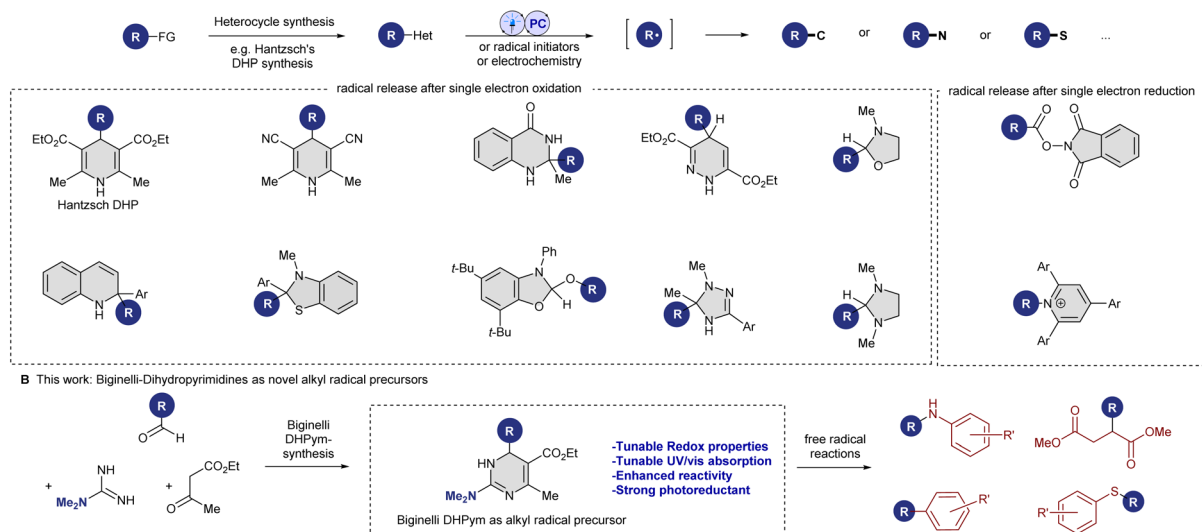 R–FG
Heterocycle synthesis
e.g. Hantzsch's
DHP synthesis
R–Het
PC
or radical initiators
or electrochemistry
[R•]
R–C
or
R–N
or
R–S
...
radical release after single electron oxidation
R
EtO₂C
CO₂Et
Me
N
H
Me
Hantzsch DHP
R
NC
CN
Me
N
H
Me
O
NH
R
N
H
Me
R
H
EtO₂C
N
N
H
CO₂Et
Me
N
H
R
O
Ar
N
H
R
Me
N
Ar
R
S
Ph
t-Bu
N
O
R
O
H
t-Bu
Me
N
Me
N
R
N
H
Ar
Me
N
H
R
N
Me
radical release after single electron reduction
O
R
O
N
O
O
Ar
R
N
⊕
Ar
Ar
B This work: Biginelli-Dihydropyrimidines as novel alkyl radical precursors
R
O
H
+
NH
Me₂N
NH₂
+
OEt
O
O
Me
Biginelli
DHPym-
synthesis
R
HN
CO₂Et
Me₂N
N
Me
Biginelli DHPym as alkyl radical precursor
-Tunable Redox properties
-Tunable UV/vis absorption
-Enhanced reactivity
-Strong photoreductant
free radical
reactions
H
R
N
R'
O
R
MeO
OMe
O
R
R'
R'
S
R